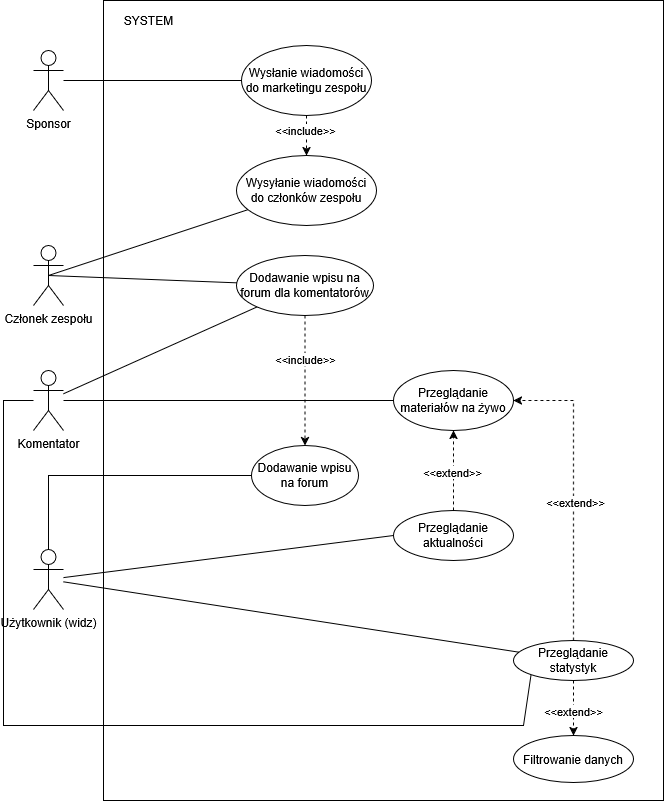 SYSTEM
Wysłanie wiadomości
do marketingu zespołu
Sponsor
<<include>>
Wysyłanie wiadomości
do członków zespołu
Dodawanie wpisu na
forum dla komentatorów
Członek zespołu
<<include>>
Przeglądanie
materiałów na żywo
Komentator
Dodawanie wpisu
na forum
<<extend>>
<<extend>>
Przeglądanie
aktualności
Użytkownik (widz)
Przeglądanie
statystyk
<<extend>>
Filtrowanie danych